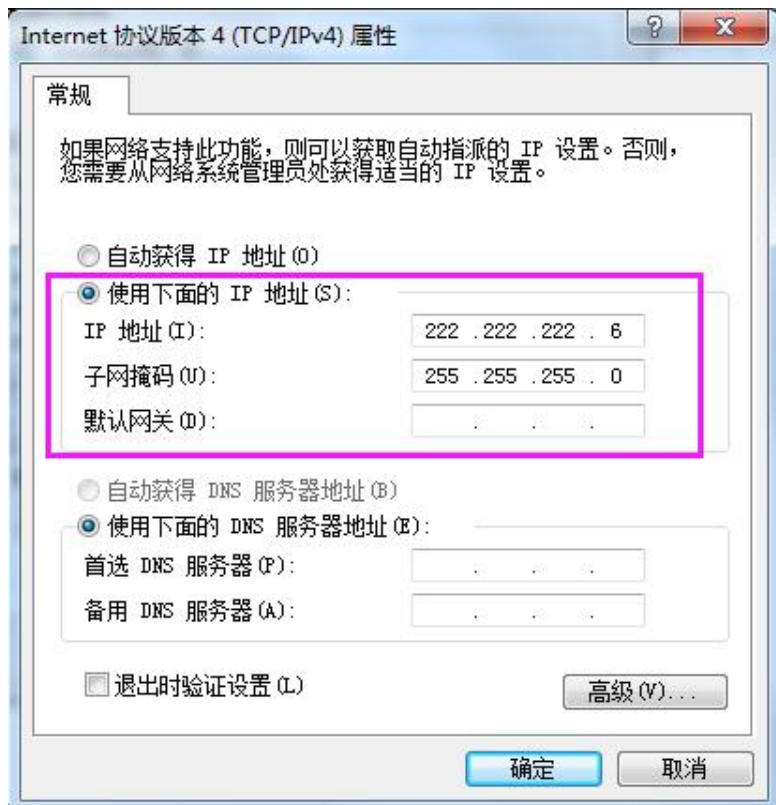 Internet 协议版本 4 (TCP/IPv4) 属性
常规
如果网络支持此功能，则可以获取自动指派的 IP 设置。否则，
您需要从网络系统管理员处获得适当的 IP 设置。
自动获得 IP 地址(O)
使用下面的 IP 地址(S):
IP 地址(I): 222 .222 .222 . 6
子网掩码(U): 255 .255 .255 . 0
默认网关(D): . . .
自动获得 DNS 服务器地址(B)
使用下面的 DNS 服务器地址(E):
首选 DNS 服务器(P): . . .
备用 DNS 服务器(A): . . .
退出时验证设置(L)
高级(V)...
确定 取消